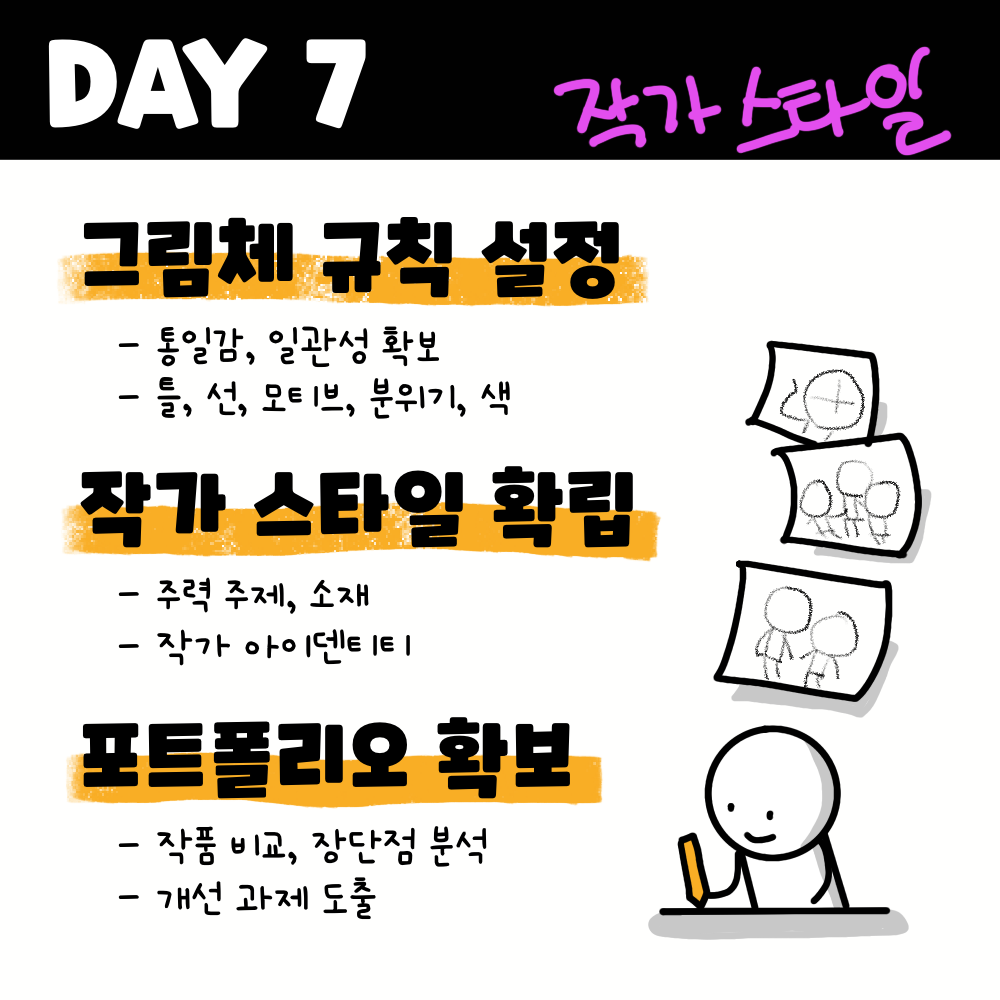 DAY 7
작가 스타일
그림체 규칙 설정
- 통일감, 일관성 확보
- 틀, 선, 모티브, 분위기, 색
작가 스타일 확립
- 주력 주제, 소재
- 작가 아이덴티티
포트폴리오 확보
- 작품 비교, 장단점 분석
- 개선 과제 도출